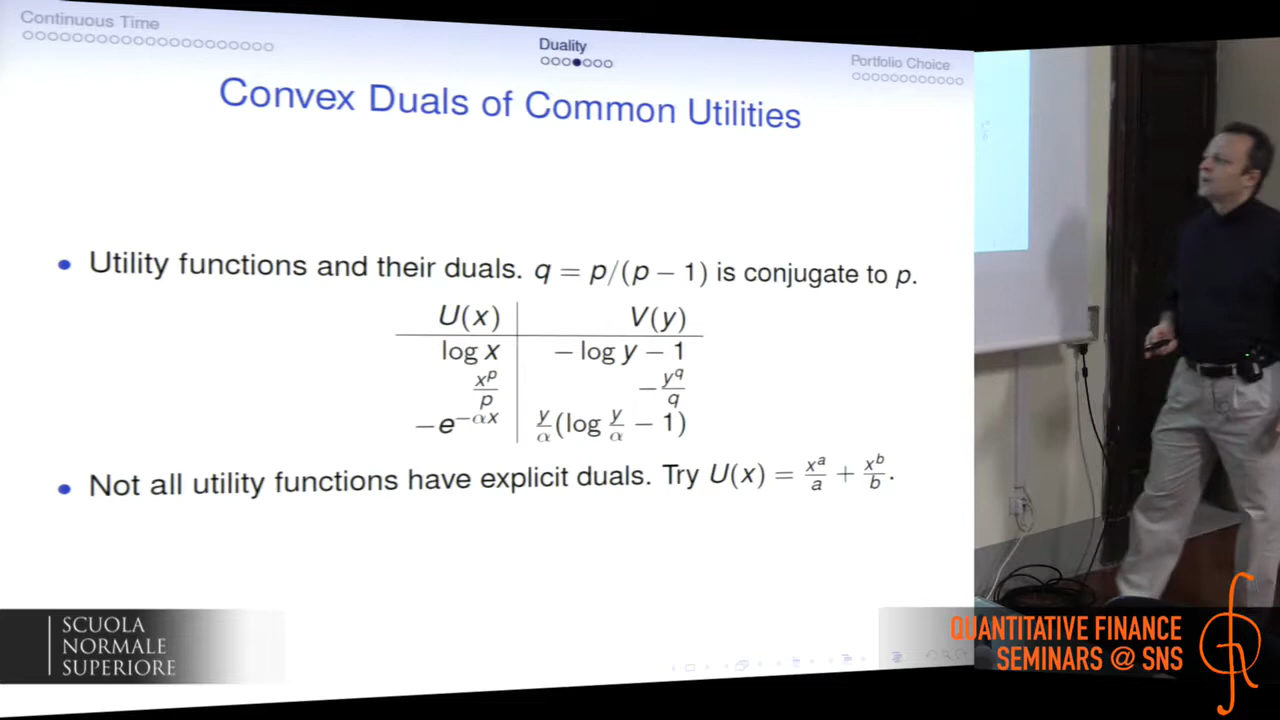 Continuous Time
Duality
Portfolio Choice
Convex Duals of Common Utilities
• Utility functions and their duals. q = p/(p − 1) is conjugate to p.
U(x) | V(y)
log x | − log y − 1
x^p/p | −y^q/q
−e^{−αx} | y/α(log y/α − 1)
• Not all utility functions have explicit duals. Try U(x) = x^a/a + x^b/b.
SCUOLA
NORMALE
SUPERIORE
QUANTITATIVE FINANCE
SEMINARS @ SNS